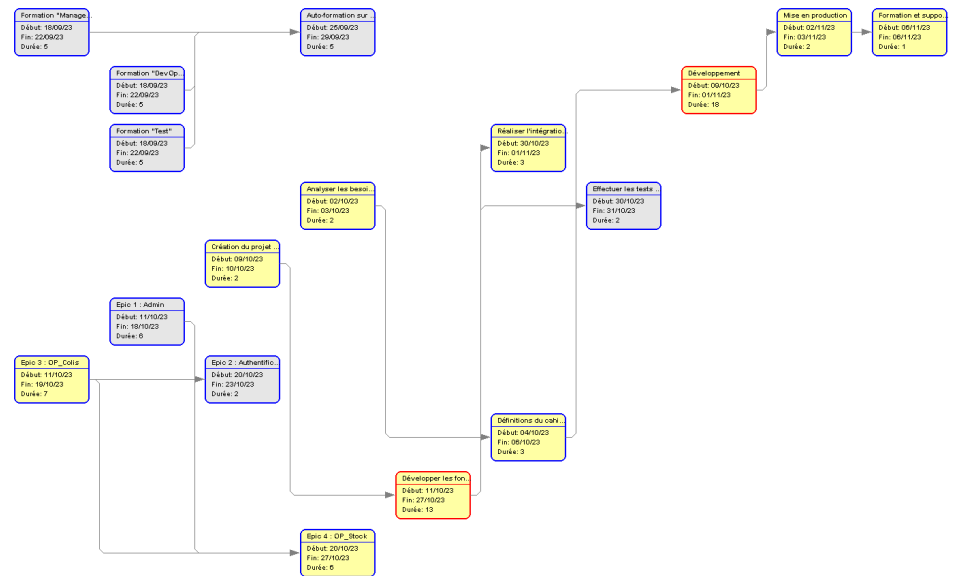 Formation "Manage...
Début: 18/09/23
Fin: 22/09/23
Durée: 5
Auto-formation sur ...
Début: 25/09/23
Fin: 29/09/23
Durée: 5
Mise en production
Début: 02/11/23
Fin: 03/11/23
Durée: 2
Formation et suppo...
Début: 06/11/23
Fin: 06/11/23
Durée: 1
Formation "DevOp...
Début: 18/09/23
Fin: 22/09/23
Durée: 5
Développement
Début: 09/10/23
Fin: 01/11/23
Durée: 18
Formation "Test"
Début: 18/09/23
Fin: 22/09/23
Durée: 5
Réaliser l'intégratio...
Début: 30/10/23
Fin: 01/11/23
Durée: 3
Analyser les besoi...
Début: 02/10/23
Fin: 03/10/23
Durée: 2
Effectuer les tests ...
Début: 30/10/23
Fin: 31/10/23
Durée: 2
Création du projet ...
Début: 09/10/23
Fin: 10/10/23
Durée: 2
Epic 1 : Admin
Début: 11/10/23
Fin: 18/10/23
Durée: 6
Epic 3 : OP_Colis
Début: 11/10/23
Fin: 19/10/23
Durée: 7
Epic 2 : Authentific...
Début: 20/10/23
Fin: 23/10/23
Durée: 2
Définitions du cahi...
Début: 04/10/23
Fin: 06/10/23
Durée: 3
Développer les fon...
Début: 11/10/23
Fin: 27/10/23
Durée: 13
Epic 4 : OP_Stock
Début: 20/10/23
Fin: 27/10/23
Durée: 6